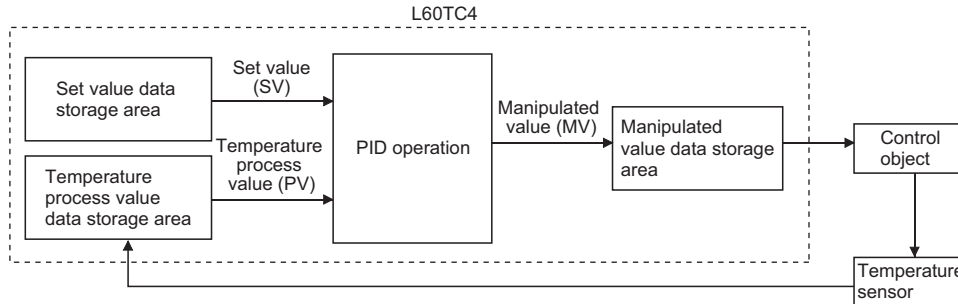 L60TC4
Set value data
storage area
Set value
(SV)
Temperature
process value
data storage area
Temperature
process
value (PV)
PID operation
Manipulated
value (MV)
Manipulated
value data storage
area
Control
object
Temperature
sensor